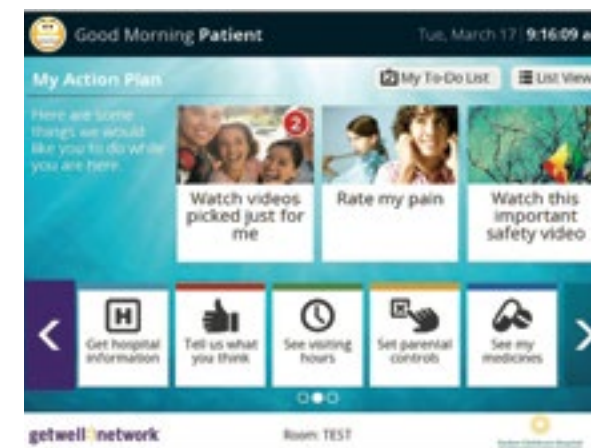 Good Morning Patient
Tue, March 17 9:16:09 a
My Action Plan
2 My To-Do List
List View
Here are some
things we would
like you to do while
you are here.
2
Watch videos
picked just for
me
Rate my pain
Watch this
important
safety video
H
Get hospital
information
Tell us what
you think
See visiting
hours
Set parental
controls
See my
medicines
getwell network
Room: TEST